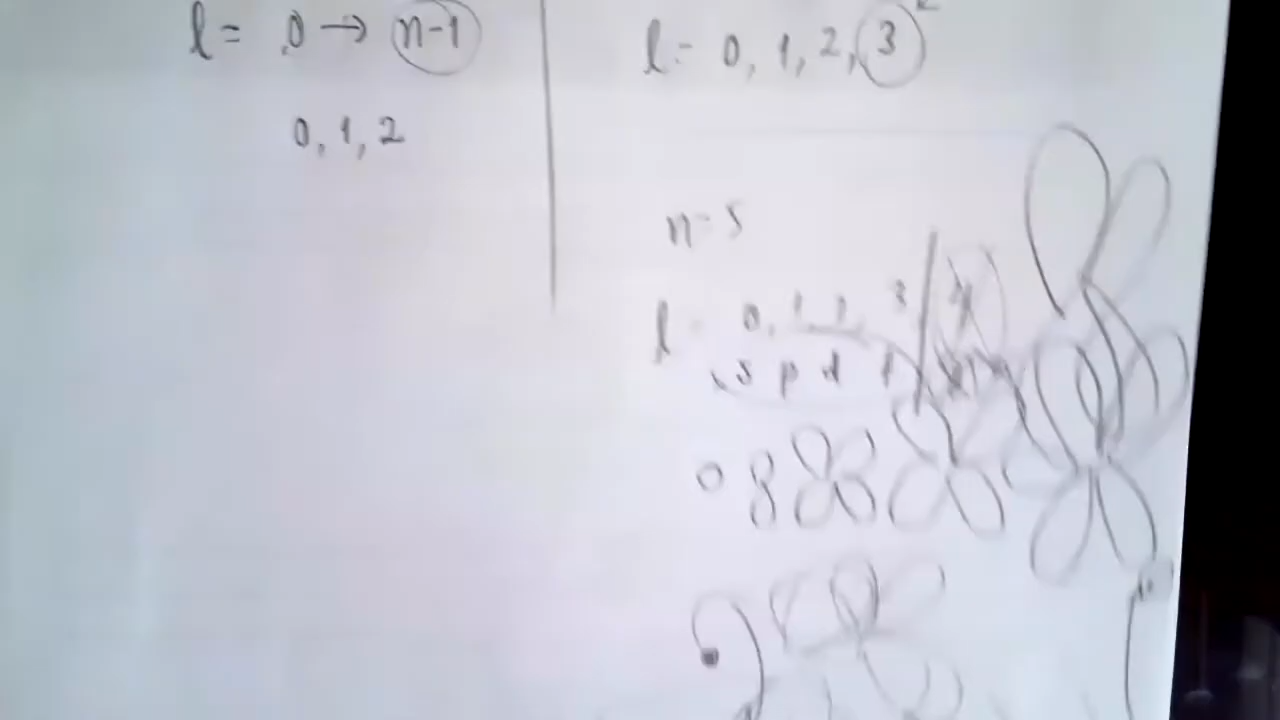 l = 0 → n-1
0, 1, 2
l = 0, 1, 2, 3
n = 5
l = 0, 1 2 3
s p d f